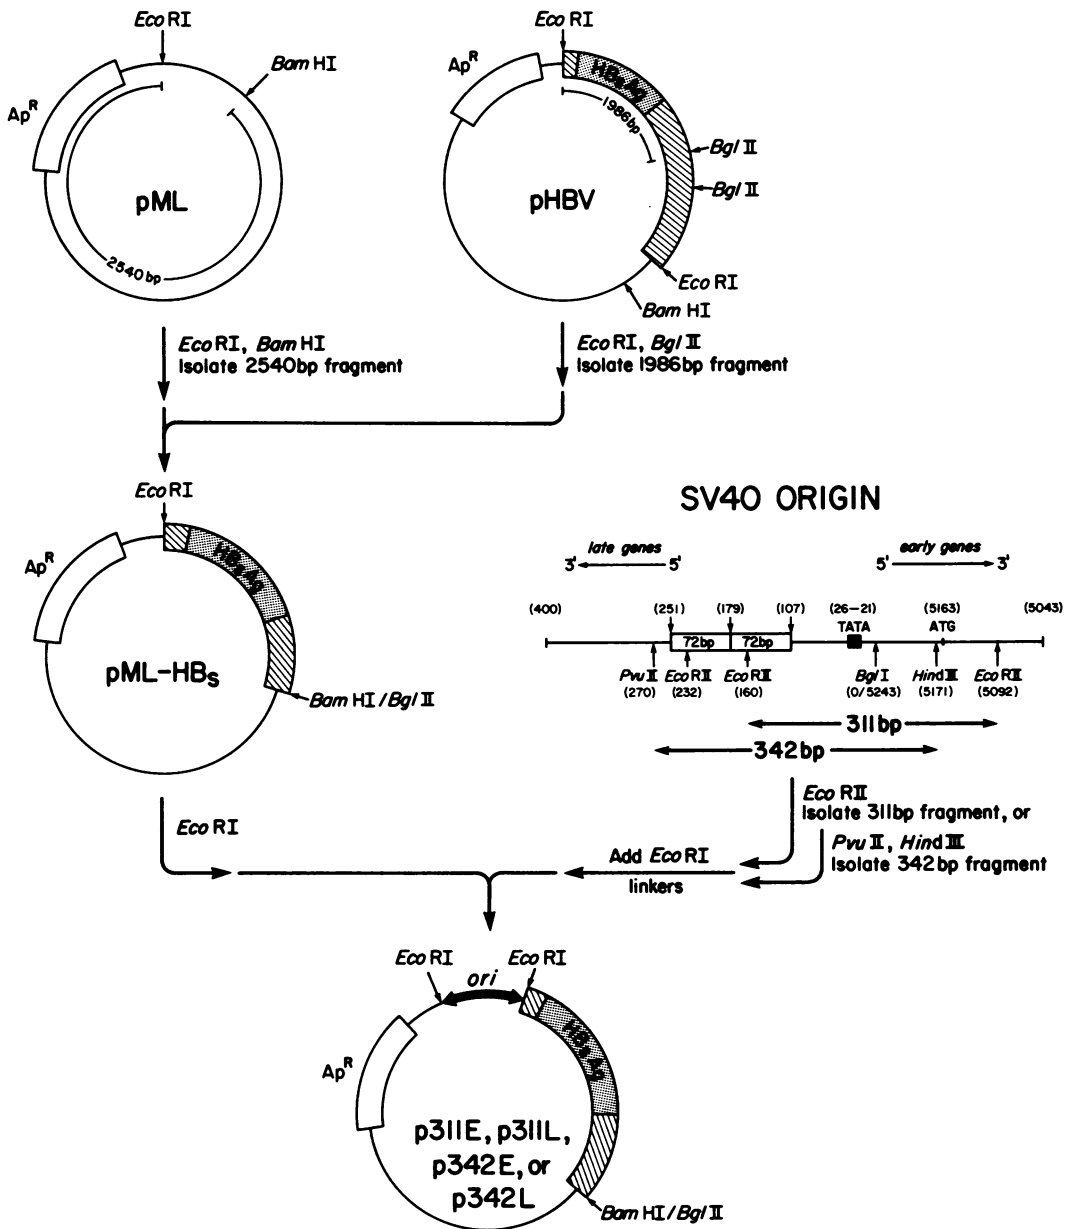 EcoRI
BamHI
Ap^R
pML
2540bp
EcoRI
Ap^R
HBsAg
1986bp
BglII
BglII
pHBV
EcoRI
BamHI
EcoRI, BamHI
Isolate 2540bp fragment
EcoRI, BglII
Isolate 1986bp fragment
EcoRI
Ap^R
HBsAg
pML-HBs
BamHI/BglII
SV40 ORIGIN
3' late genes 5'
5' early genes 3'
(400) (251) (179) (107) (26-21) (5163) (5043)
TATA ATG
72bp 72bp
PvuII EcoRII EcoRII BglI HindIII EcoRII
(270) (232) (160) (0/5243) (5171) (5092)
311bp
342bp
EcoRII
Isolate 311bp fragment, or
PvuII, HindIII
Isolate 342bp fragment
EcoRI
Add EcoRI
linkers
EcoRI
ori
EcoRI
Ap^R
HBsAg
p311E, p311L,
p342E, or
p342L
BamHI/BglII